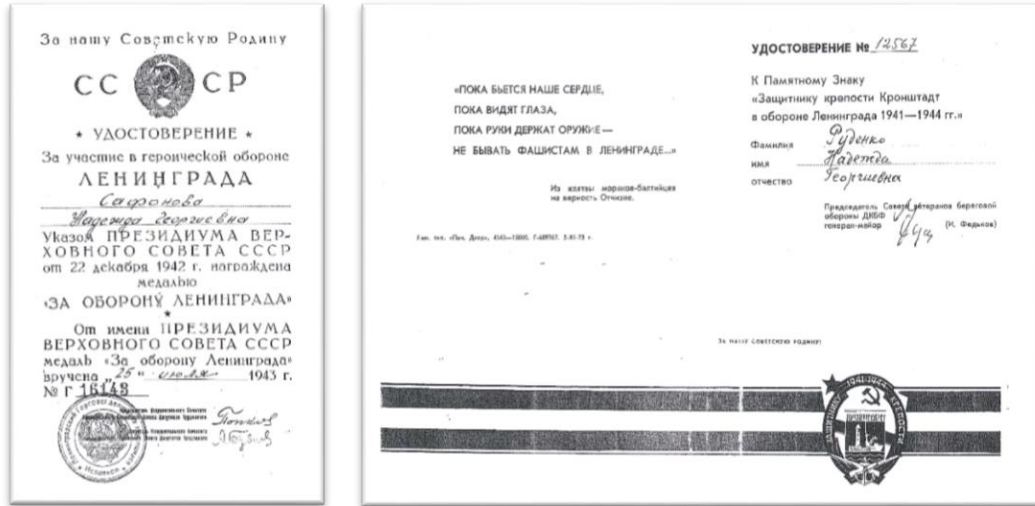 За нашу Советскую Родину
СС СР
★ УДОСТОВЕРЕНИЕ ★
За участие в героической обороне
ЛЕНИНГРАДА
Сафонова
Надежда Георгиевна
Указом ПРЕЗИДИУМА ВЕР-
ХОВНОГО СОВЕТА СССР
от 22 декабря 1942 г. награждена
медалью
«ЗА ОБОРОНУ ЛЕНИНГРАДА»
От имени ПРЕЗИДИУМА
ВЕРХОВНОГО СОВЕТА СССР
медаль «За оборону Ленинграда»
вручена „25" июля 1943 г.
№ Г 16143
«ПОКА БЬЕТСЯ НАШЕ СЕРДЦЕ,
ПОКА ВИДЯТ ГЛАЗА,
ПОКА РУКИ ДЕРЖАТ ОРУЖИЕ—
НЕ БЫВАТЬ ФАШИСТАМ В ЛЕНИНГРАДЕ...»
Из клятвы моряков-балтийцев
на верность Отчизне.
УДОСТОВЕРЕНИЕ № 12567
К Памятному Знаку
«Защитнику крепости Кронштадт
в обороне Ленинграда 1941—1944 гг.»
Фамилия Руденко
имя Надежда
отчество Георгиевна
Председатель Совета ветеранов береговой
обороны ДКБФ
генерал-майор (И. Федьков)
ЗА НАШУ СОВЕТСКУЮ РОДИНУ!
1941-1944
ЗАЩИТНИКУ КРЕПОСТИ
КРОНШТАДТ